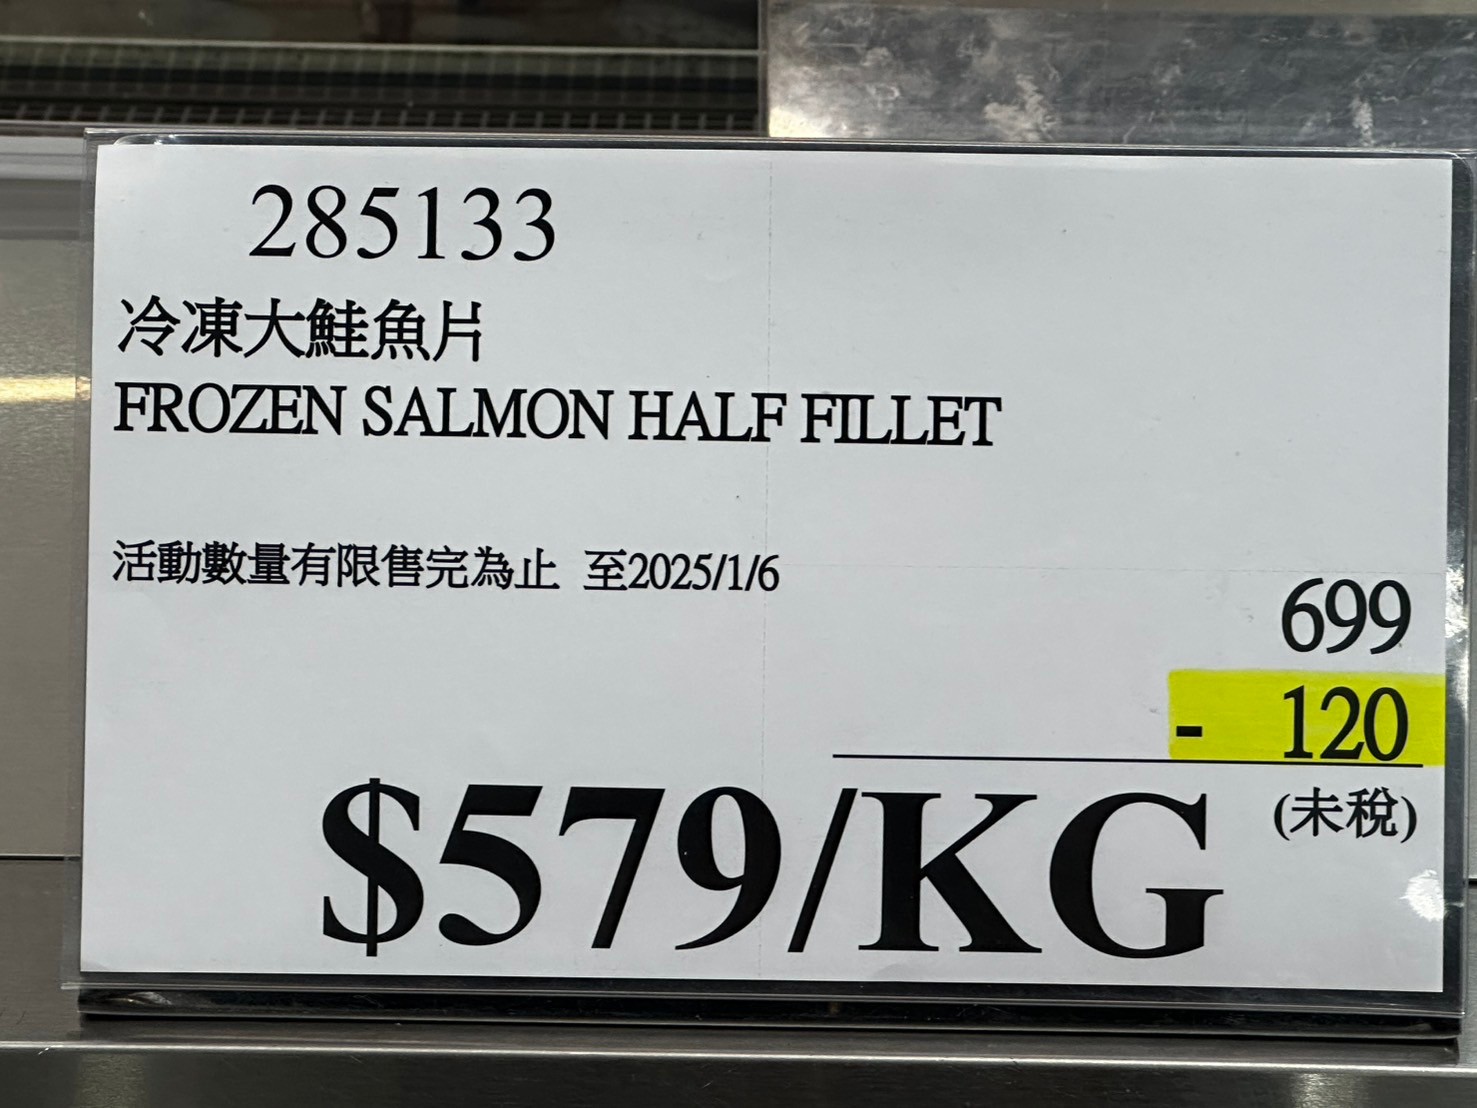 285133
冷凍大鮭魚片
FROZEN SALMON HALF FILLET
活動數量有限售完為止 至2025/1/6
699
- 120
(未稅)
$579/KG